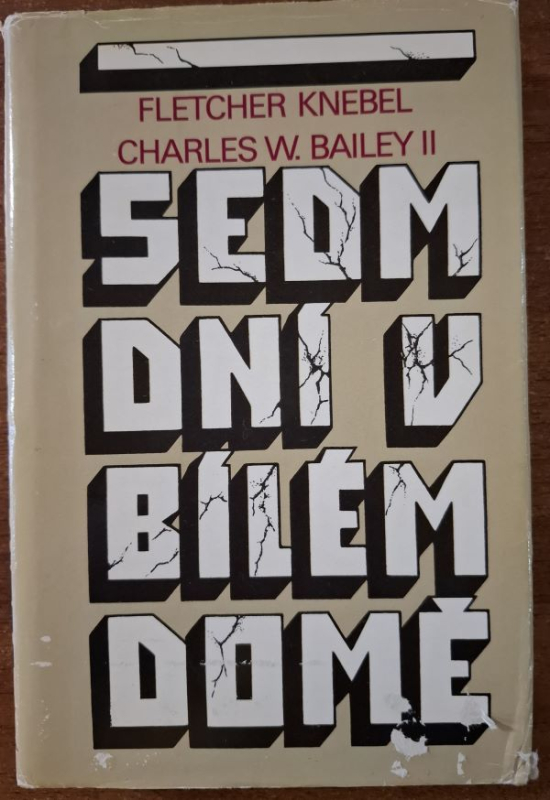 FLETCHER KNEBEL
CHARLES W. BAILEY II
SEDM
DNÍ V
BÍLÉM
DOMĚ